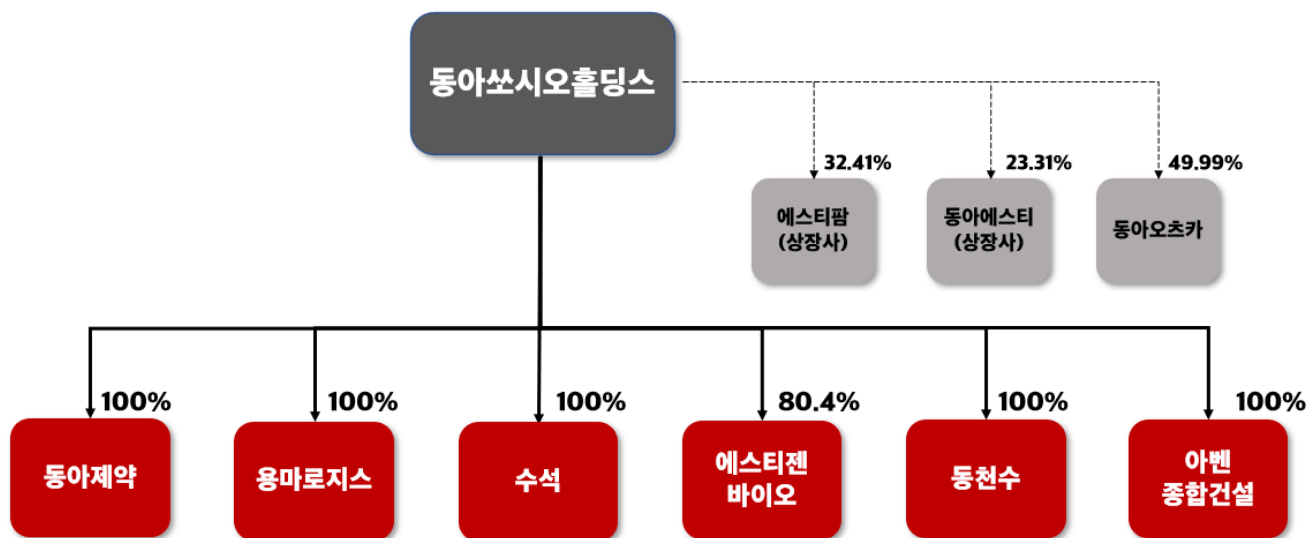 동아쏘시오홀딩스
32.41%
23.31%
49.99%
에스티팜
(상장사)
동아에스티
(상장사)
동아오츠카
100%
100%
100%
80.4%
100%
100%
동아제약
용마로지스
수석
에스티젠
바이오
동천수
아벤
종합건설